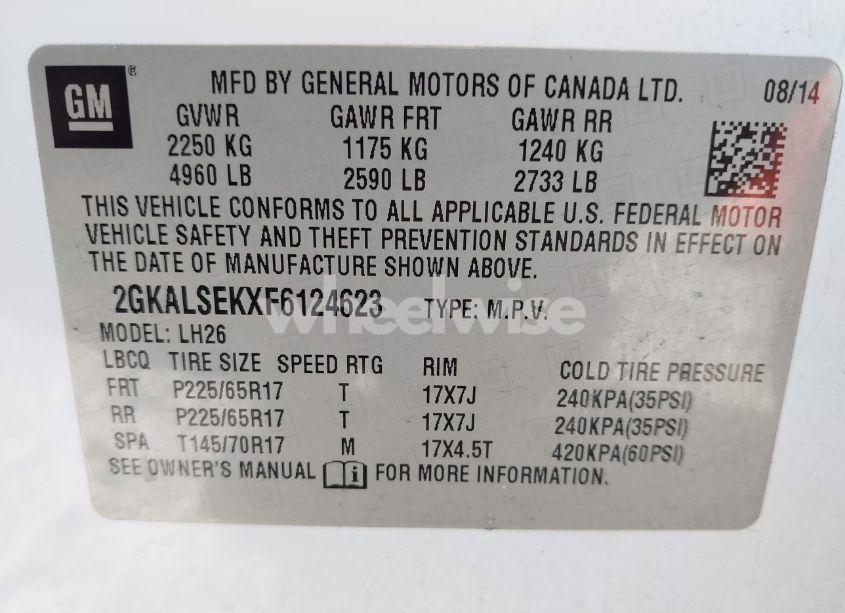 GM ® MFD BY GENERAL MOTORS OF CANADA LTD. 08/14
GVWR GAWR FRT GAWR RR
2250 KG 1175 KG 1240 KG
4960 LB 2590 LB 2733 LB
THIS VEHICLE CONFORMS TO ALL APPLICABLE U.S. FEDERAL MOTOR
VEHICLE SAFETY AND THEFT PREVENTION STANDARDS IN EFFECT ON
THE DATE OF MANUFACTURE SHOWN ABOVE.
2GKALSEKXF6124623 TYPE: M.P.V.
wheelwise
MODEL: LH26
LBCQ TIRE SIZE SPEED RTG RIM COLD TIRE PRESSURE
FRT P225/65R17 T 17X7J 240KPA(35PSI)
RR P225/65R17 T 17X7J 240KPA(35PSI)
SPA T145/70R17 M 17X4.5T 420KPA(60PSI)
SEE OWNER'S MANUAL i FOR MORE INFORMATION.